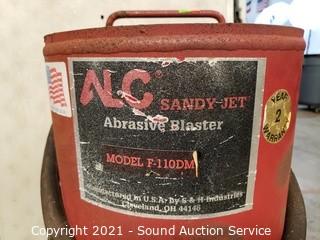 ALC® SANDY-JET
Abrasive Blaster
MODEL F-110DM
Manufactured in U.S.A. by S & H Industries
Cleveland, OH 44146
2 YEAR WARRANTY
Copyright 2021 - Sound Auction Service